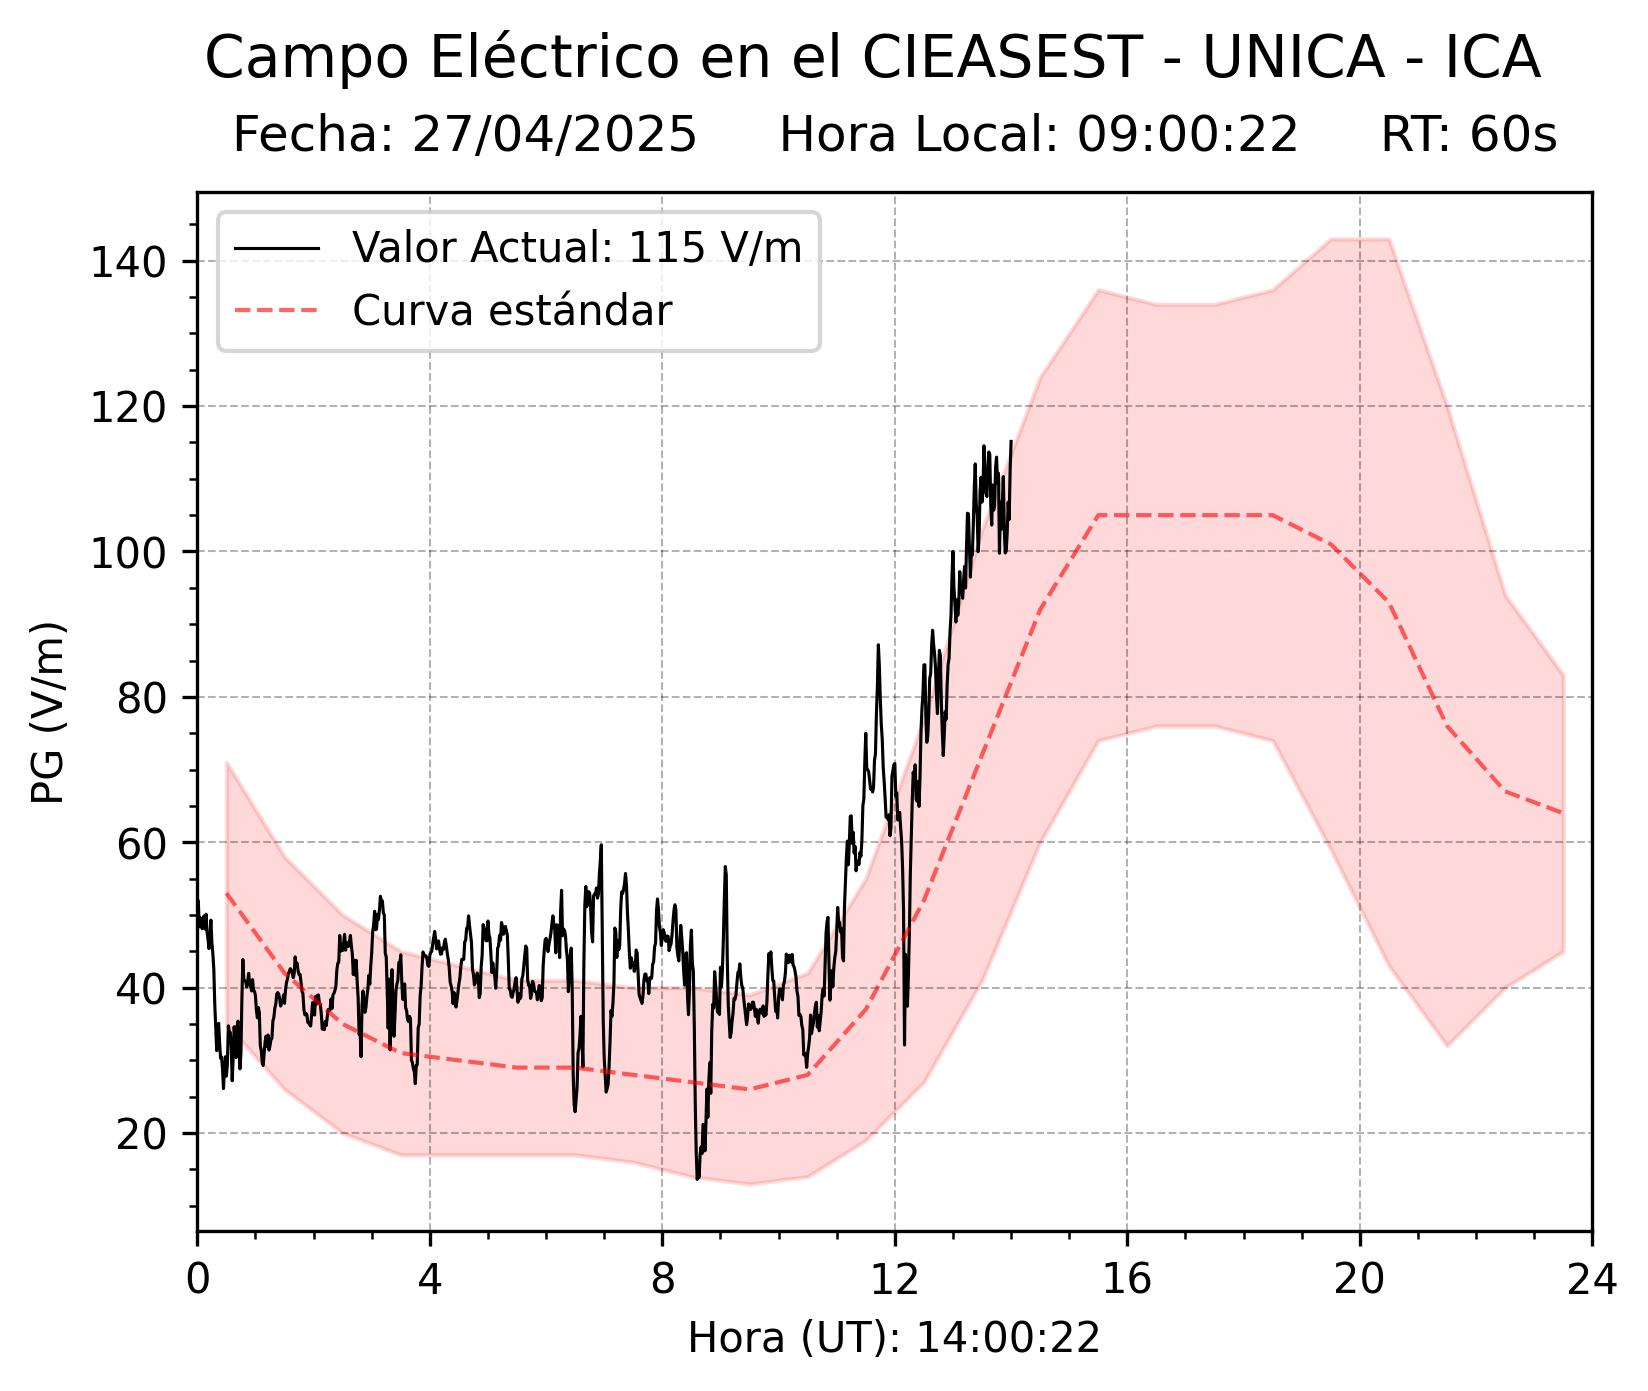 Campo Eléctrico en el CIEASEST - UNICA - ICA
Fecha: 27/04/2025 Hora Local: 09:00:22 RT: 60s
Valor Actual: 115 V/m
Curva estándar
140
120
100
80
60
40
20
PG (V/m)
0 4 8 12 16 20 24
Hora (UT): 14:00:22